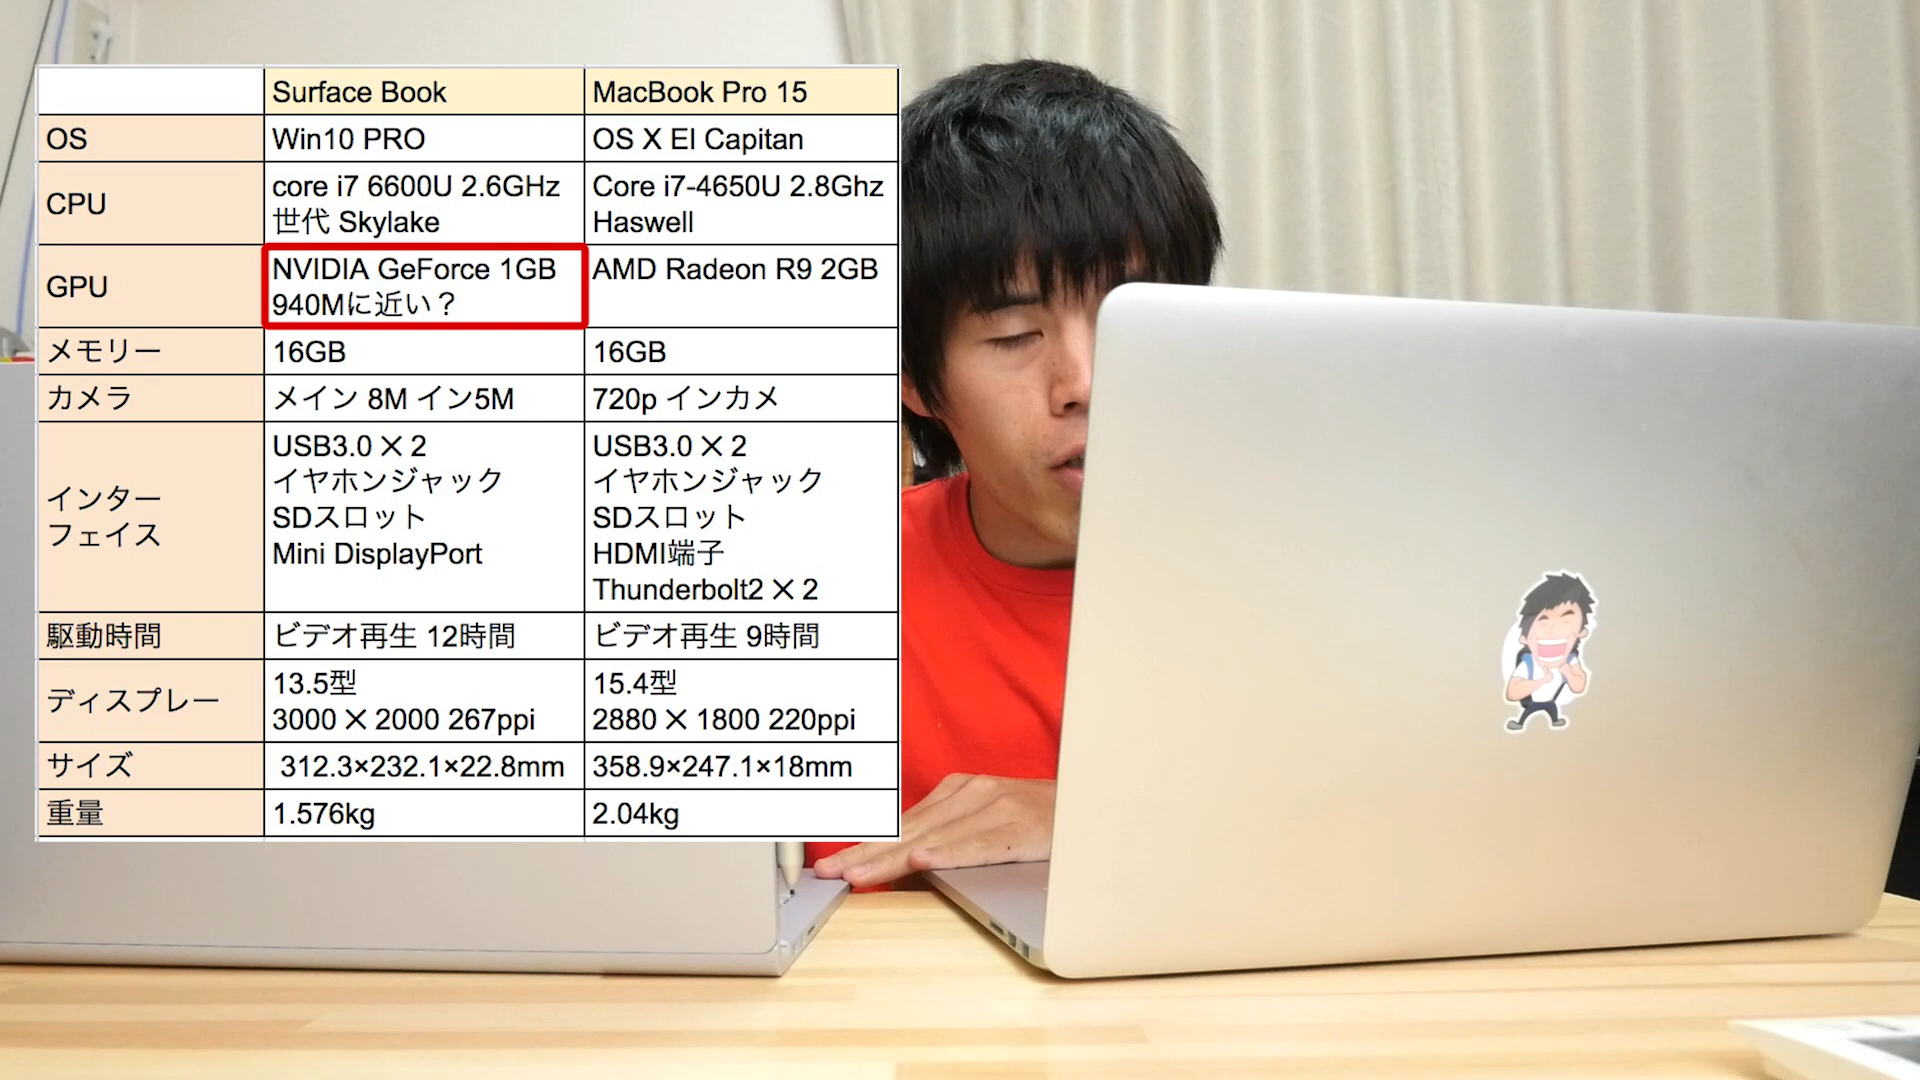 Surface Book
MacBook Pro 15
OS
Win10 PRO
OS X El Capitan
CPU
core i7 6600U 2.6GHz
世代 Skylake
Core i7-4650U 2.8Ghz
Haswell
GPU
NVIDIA GeForce 1GB
940Mに近い？
AMD Radeon R9 2GB
メモリー
16GB
16GB
カメラ
メイン 8M イン5M
720p インカメ
インター
フェイス
USB3.0 × 2
イヤホンジャック
SDスロット
Mini DisplayPort
USB3.0 × 2
イヤホンジャック
SDスロット
HDMI端子
Thunderbolt2 × 2
駆動時間
ビデオ再生 12時間
ビデオ再生 9時間
ディスプレー
13.5型
3000 × 2000 267ppi
15.4型
2880 × 1800 220ppi
サイズ
312.3×232.1×22.8mm
358.9×247.1×18mm
重量
1.576kg
2.04kg